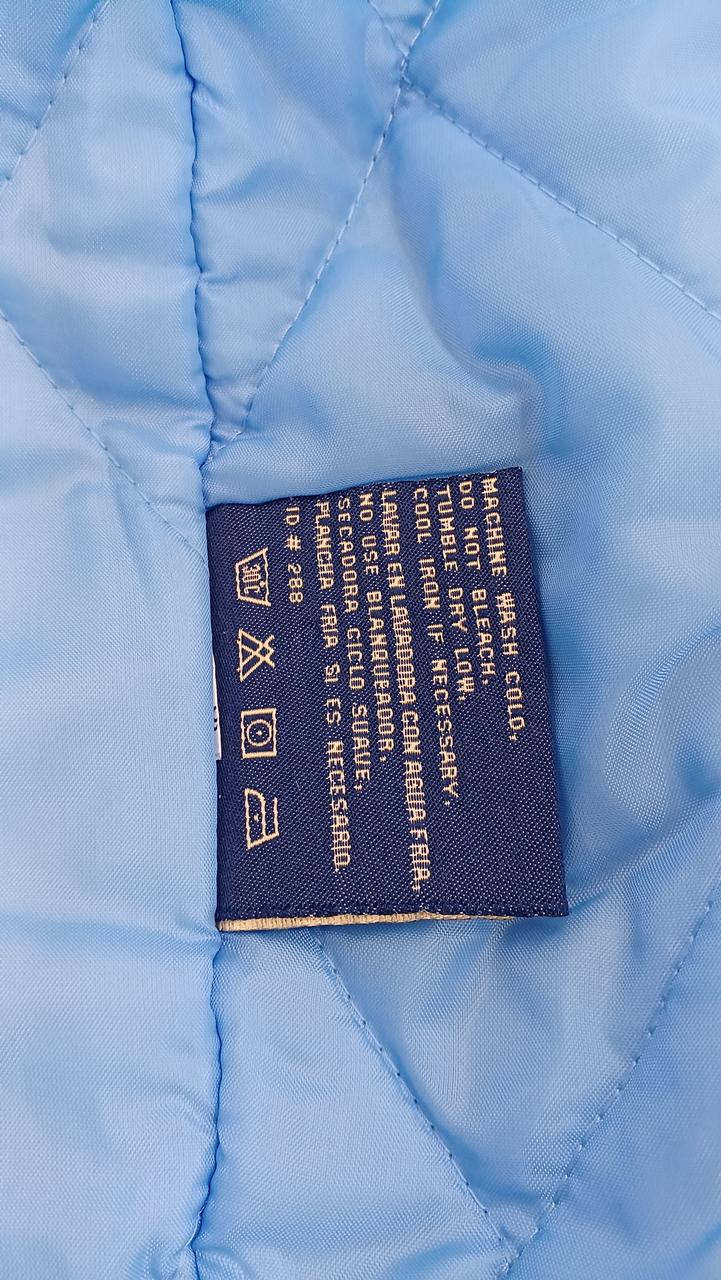 MACHINE WASH COLD,
DO NOT BLEACH,
TUMBLE DRY LOW,
COOL IRON IF NECESSARY.
LAVAR EN LAVADORA CON AGUA FRIA,
NO USE BLANQUEADOR,
SECADORA CICLO SUAVE,
PLANCHA FRIA SI ES NECESARIO.
ID # 288
30°C